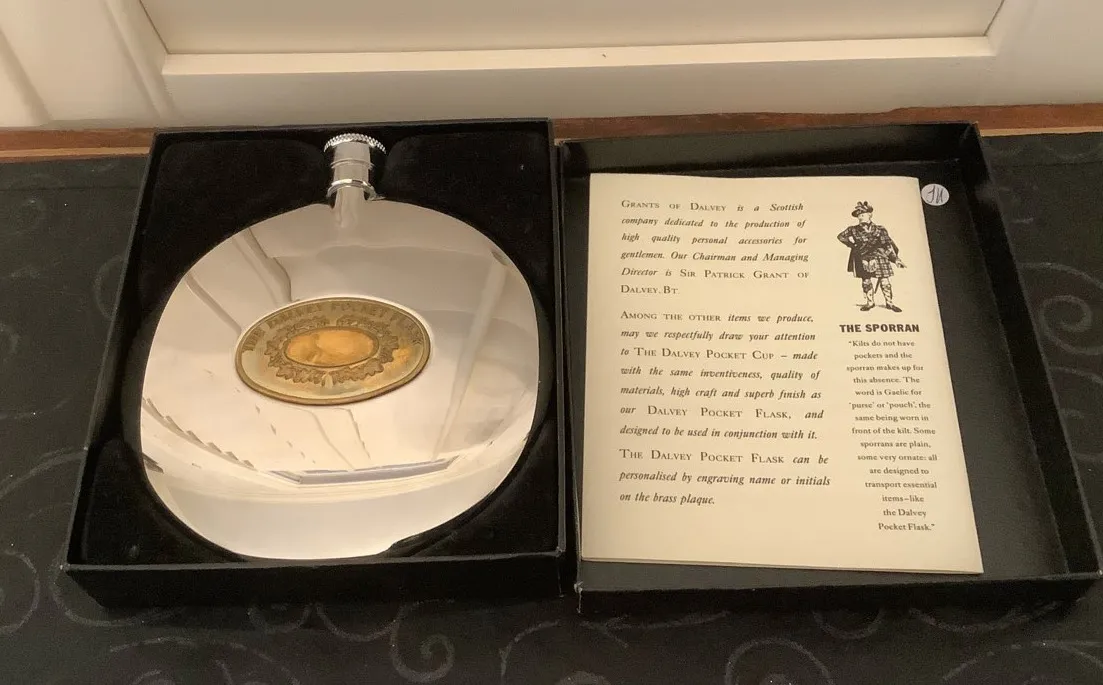 THE DALVEY POCKET FLASK
GRANTS OF DALVEY is a Scottish
company dedicated to the production of
high quality personal accessories for
gentlemen. Our Chairman and Managing
Director is SIR PATRICK GRANT OF
DALVEY. BT
AMONG THE OTHER items we produce,
may we respectfully draw your attention
to THE DALVEY POCKET CUP – made
with the same inventiveness, quality of
materials, high craft and superb finish as
our DALVEY POCKET FLASK, and
designed to be used in conjunction with it.
THE DALVEY POCKET FLASK can be
personalised by engraving name or initials
on the brass plaque.
THE SPORRAN
"Kilts do not have
pockets and the
sporran makes up for
this absence. The
word is Gaelic for
'purse' or 'pouch', the
same being worn in
front of the kilt. Some
sporrans are plain,
some very ornate: all
are designed to
transport essential
items–like
the Dalvey
Pocket Flask."